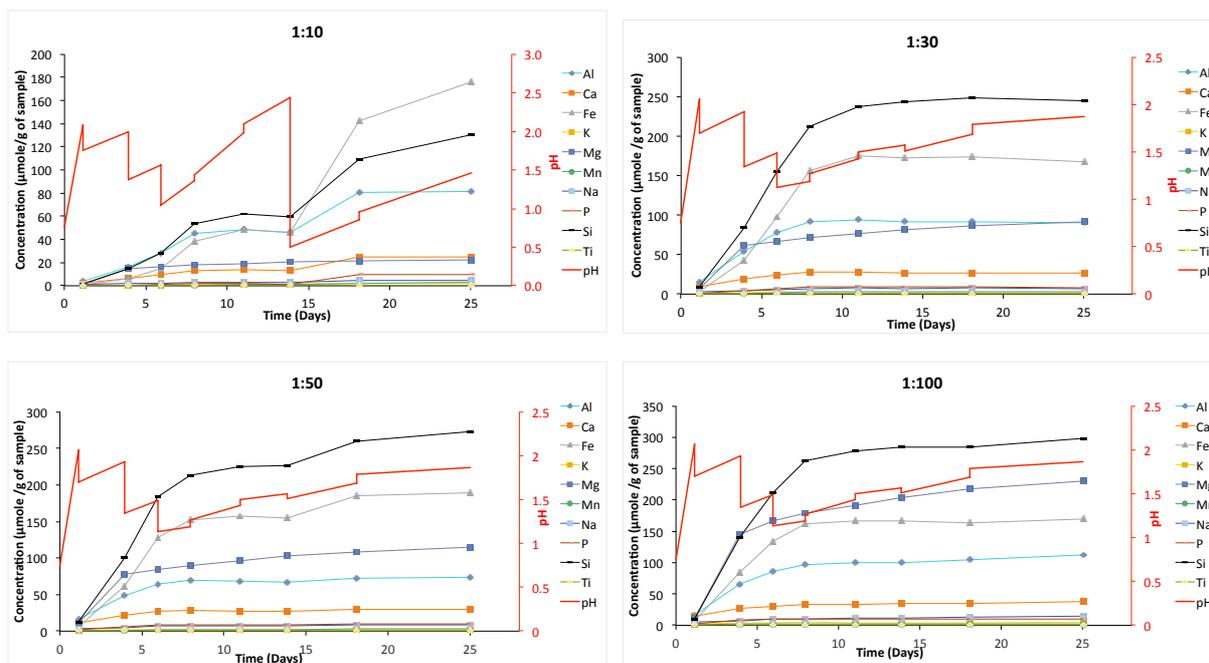 1:10
Concentration (µmole/g of sample)
200
180
160
140
120
100
80
60
40
20
0
0 5 10 15 20 25
Time (Days)
3.0
2.5
2.0
1.5
1.0
0.5
0.0
pH
Al
Ca
Fe
K
Mg
Mn
Na
P
Si
Ti
pH
1:30
Concentration (µmole /g of sample)
300
250
200
150
100
50
0
0 5 10 15 20 25
Time (Days)
2.5
2
1.5
1
0.5
0
pH
Al
Ca
Fe
K
M
M
N
P
Si
Ti
pH
1:50
Concentration (µmole /g of sample)
300
250
200
150
100
50
0
0 5 10 15 20 25
Time (Days)
2.5
2
1.5
1
0.5
0
pH
Al
Ca
Fe
K
Mg
Mn
Na
P
Si
Ti
pH
1:100
Concentration (µmole /g of sample)
350
300
250
200
150
100
50
0
0 5 10 15 20 25
Time (Days)
2.5
2
1.5
1
0.5
0
pH
Al
Ca
Fe
K
Mg
Mn
Na
P
Si
Ti
pH